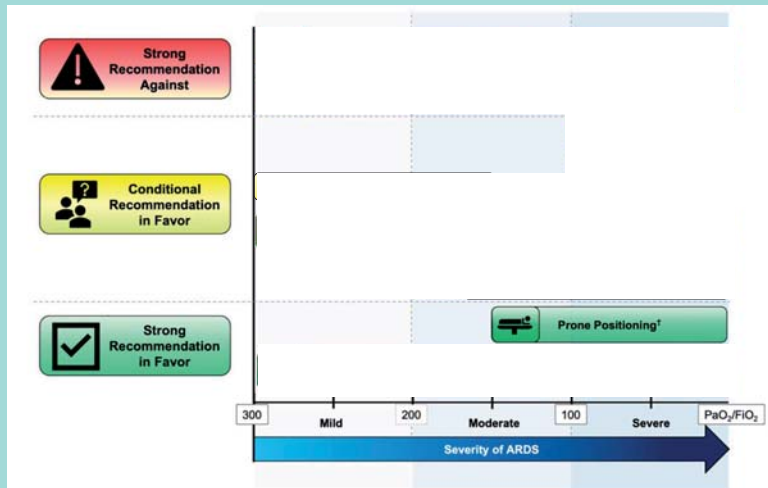 Strong
Recommendation
Against
?
Conditional
Recommendation
in Favor
Strong
Recommendation
in Favor
Prone Positioning†
300
200
100
PaO₂/FiO₂
Mild
Moderate
Severe
Severity of ARDS